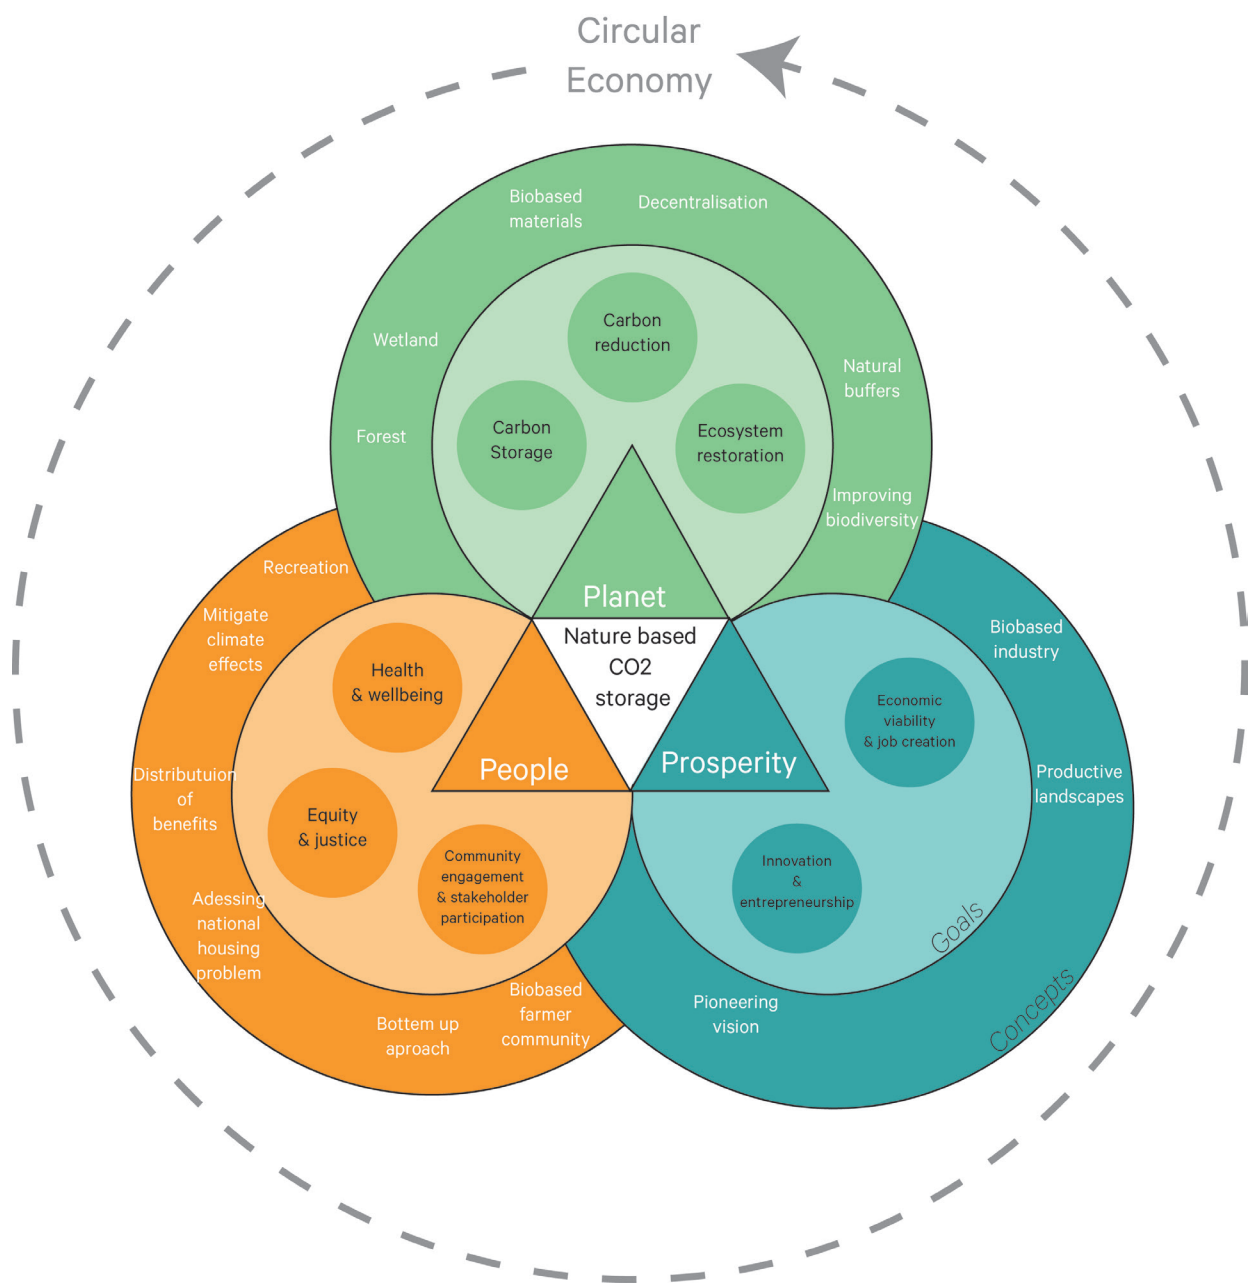 Circular
Economy
Biobased
materials
Decentralisation
Wetland
Forest
Natural
buffers
Improving
biodiversity
Carbon
reduction
Carbon
Storage
Ecosystem
restoration
Planet
Nature based
CO2
storage
People
Prosperity
Recreation
Mitigate
climate
effects
Distributuion
of
benefits
Adessing
national
housing
problem
Bottem up
aproach
Biobased
farmer
community
Health
& wellbeing
Equity
& justice
Community
engagement
& stakeholder
participation
Biobased
industry
Productive
landscapes
Pioneering
vision
Economic
viability
& job creation
Innovation
&
entrepreneurship
Goals
Concepts